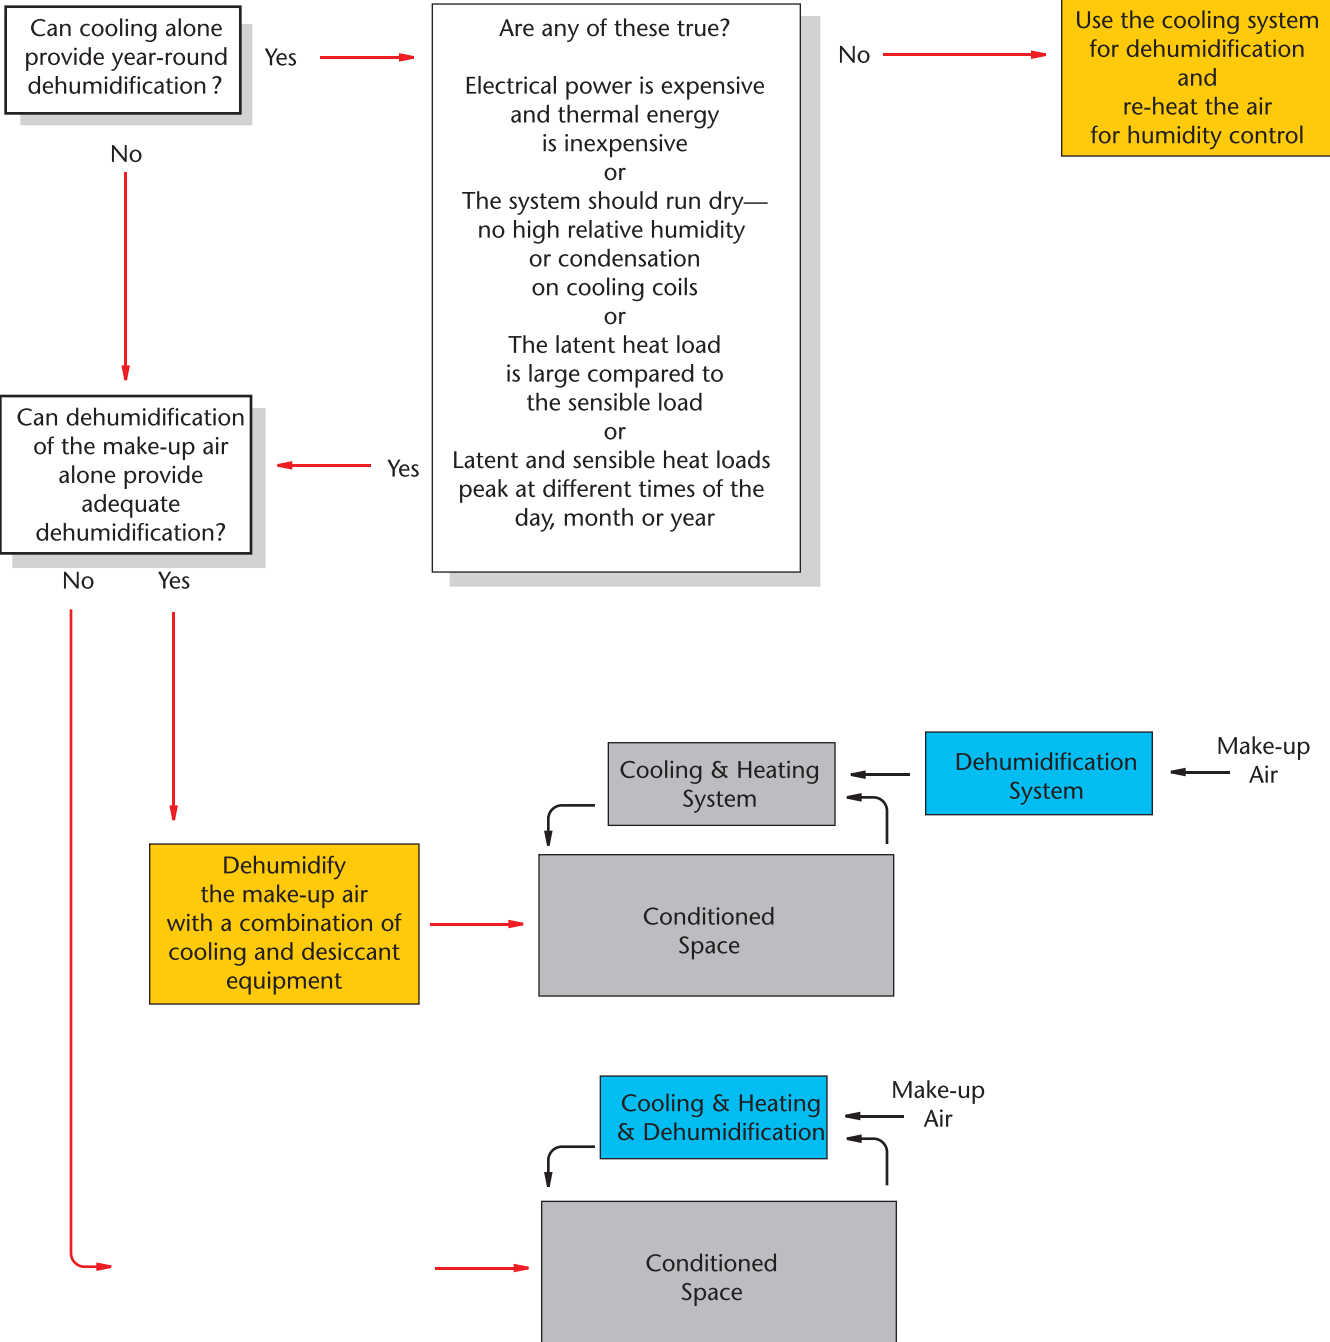 Can cooling alone
provide year-round
dehumidification ?
Yes
No
Are any of these true?
Electrical power is expensive
and thermal energy
is inexpensive
or
The system should run dry—
no high relative humidity
or condensation
on cooling coils
or
The latent heat load
is large compared to
the sensible load
or
Latent and sensible heat loads
peak at different times of the
day, month or year
No
Use the cooling system
for dehumidification
and
re-heat the air
for humidity control
Yes
Can dehumidification
of the make-up air
alone provide
adequate
dehumidification?
No
Yes
Dehumidify
the make-up air
with a combination of
cooling and desiccant
equipment
Cooling & Heating
System
Dehumidification
System
Make-up
Air
Conditioned
Space
Cooling & Heating
& Dehumidification
Make-up
Air
Conditioned
Space